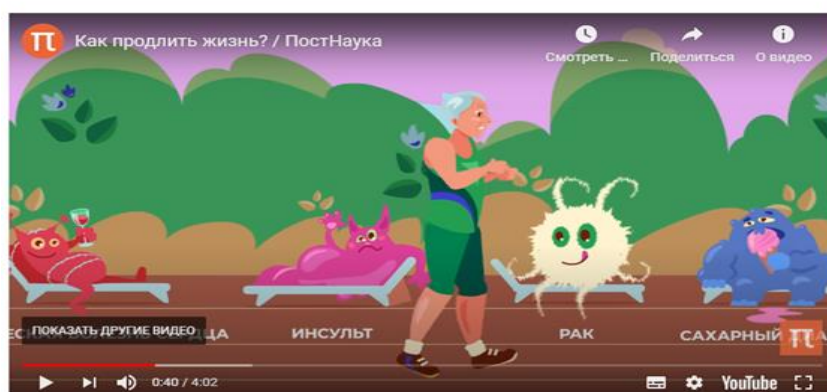 π Как продлить жизнь? / ПостНаука
Смотреть ... Поделиться О видео
ПОКАЗАТЬ ДРУГИЕ ВИДЕО
ИНСУЛЬТ РАК САХАРНЫЙ
π
0:40 / 4:02 YouTube